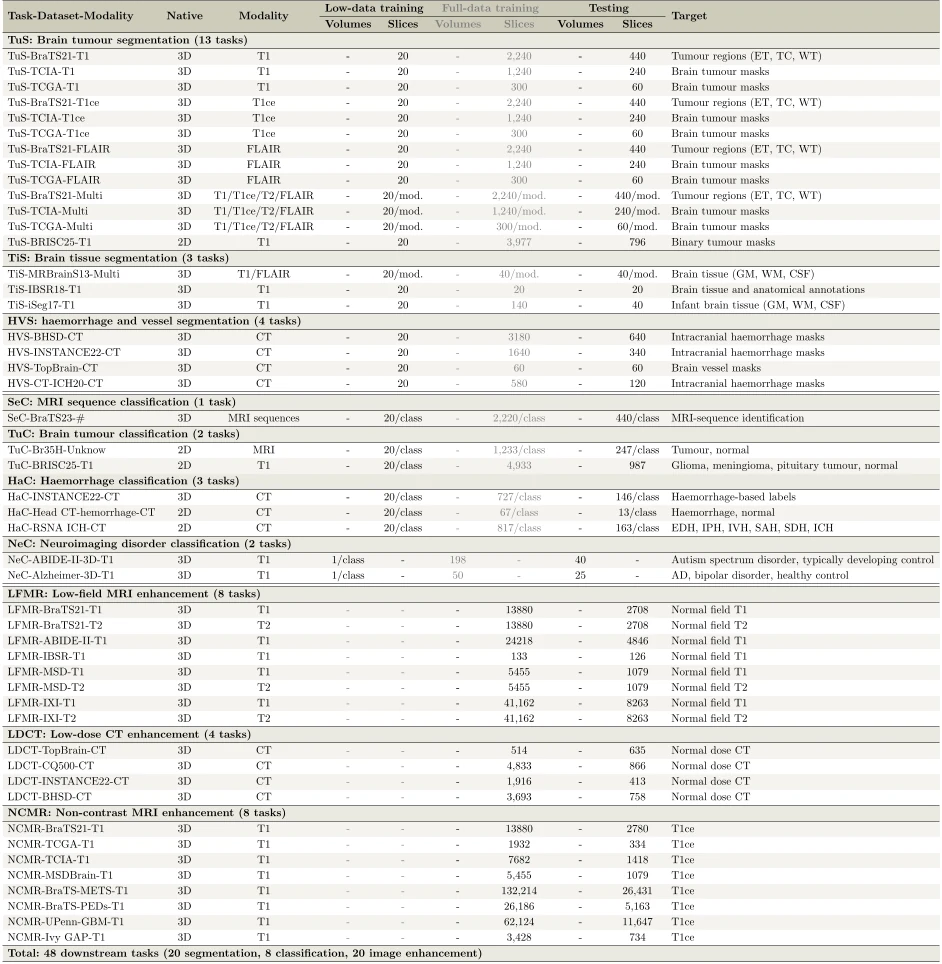 Task-Dataset-Modality Native Modality Low-data training Full-data training Testing Target
Volumes Slices Volumes Slices Volumes Slices
TuS: Brain tumour segmentation (13 tasks)
TuS-BraTS21-T1 3D T1 - 20 - 2,240 - 440 Tumour regions (ET, TC, WT)
TuS-TCIA-T1 3D T1 - 20 - 1,240 - 240 Brain tumour masks
TuS-TCGA-T1 3D T1 - 20 - 300 - 60 Brain tumour masks
TuS-BraTS21-T1ce 3D T1ce - 20 - 2,240 - 440 Tumour regions (ET, TC, WT)
TuS-TCIA-T1ce 3D T1ce - 20 - 1,240 - 240 Brain tumour masks
TuS-TCGA-T1ce 3D T1ce - 20 - 300 - 60 Brain tumour masks
TuS-BraTS21-FLAIR 3D FLAIR - 20 - 2,240 - 440 Tumour regions (ET, TC, WT)
TuS-TCIA-FLAIR 3D FLAIR - 20 - 1,240 - 240 Brain tumour masks
TuS-TCGA-FLAIR 3D FLAIR - 20 - 300 - 60 Brain tumour masks
TuS-BraTS21-Multi 3D T1/T1ce/T2/FLAIR - 20/mod. - 2,240/mod. - 440/mod. Tumour regions (ET, TC, WT)
TuS-TCIA-Multi 3D T1/T1ce/T2/FLAIR - 20/mod. - 1,240/mod. - 240/mod. Brain tumour masks
TuS-TCGA-Multi 3D T1/T1ce/T2/FLAIR - 20/mod. - 300/mod. - 60/mod. Brain tumour masks
TuS-BRISC25-T1 2D T1 - 20 - 3,977 - 796 Binary tumour masks
TiS: Brain tissue segmentation (3 tasks)
TiS-MRBrainS13-Multi 3D T1/FLAIR - 20/mod. - 40/mod. - 40/mod. Brain tissue (GM, WM, CSF)
TiS-IBSR18-T1 3D T1 - 20 - 20 - 20 Brain tissue and anatomical annotations
TiS-iSeg17-T1 3D T1 - 20 - 140 - 40 Infant brain tissue (GM, WM, CSF)
HVS: haemorrhage and vessel segmentation (4 tasks)
HVS-BHSD-CT 3D CT - 20 - 3180 - 640 Intracranial haemorrhage masks
HVS-INSTANCE22-CT 3D CT - 20 - 1640 - 340 Intracranial haemorrhage masks
HVS-TopBrain-CT 3D CT - 20 - 60 - 60 Brain vessel masks
HVS-CT-ICH20-CT 3D CT - 20 - 580 - 120 Intracranial haemorrhage masks
SeC: MRI sequence classification (1 task)
SeC-BraTS23-# 3D MRI sequences - 20/class - 2,220/class - 440/class MRI-sequence identification
TuC: Brain tumour classification (2 tasks)
TuC-Br35H-Unknow 2D MRI - 20/class - 1,233/class - 247/class Tumour, normal
TuC-BRISC25-T1 2D T1 - 20/class - 4,933 - 987 Glioma, meningioma, pituitary tumour, normal
HaC: Haemorrhage classification (3 tasks)
HaC-INSTANCE22-CT 3D CT - 20/class - 727/class - 146/class Haemorrhage-based labels
HaC-Head CT-hemorrhage-CT 2D CT - 20/class - 67/class - 13/class Haemorrhage, normal
HaC-RSNA ICH-CT 2D CT - 20/class - 817/class - 163/class EDH, IPH, IVH, SAH, SDH, ICH
NeC: Neuroimaging disorder classification (2 tasks)
NeC-ABIDE-II-3D-T1 3D T1 1/class - 198 - 40 - Autism spectrum disorder, typically developing control
NeC-Alzheimer-3D-T1 3D T1 1/class - 50 - 25 - AD, bipolar disorder, healthy control
LFMR: Low-field MRI enhancement (8 tasks)
LFMR-BraTS21-T1 3D T1 - - - 13880 - 2708 Normal field T1
LFMR-BraTS21-T2 3D T2 - - - 13880 - 2708 Normal field T2
LFMR-ABIDE-II-T1 3D T1 - - - 24218 - 4846 Normal field T1
LFMR-IBSR-T1 3D T1 - - - 133 - 126 Normal field T1
LFMR-MSD-T1 3D T1 - - - 5455 - 1079 Normal field T1
LFMR-MSD-T2 3D T2 - - - 5455 - 1079 Normal field T2
LFMR-IXI-T1 3D T1 - - - 41,162 - 8263 Normal field T1
LFMR-IXI-T2 3D T2 - - - 41,162 - 8263 Normal field T2
LDCT: Low-dose CT enhancement (4 tasks)
LDCT-TopBrain-CT 3D CT - - - 514 - 635 Normal dose CT
LDCT-CQ500-CT 3D CT - - - 4,833 - 866 Normal dose CT
LDCT-INSTANCE22-CT 3D CT - - - 1,916 - 413 Normal dose CT
LDCT-BHSD-CT 3D CT - - - 3,693 - 758 Normal dose CT
NCMR: Non-contrast MRI enhancement (8 tasks)
NCMR-BraTS21-T1 3D T1 - - - 13880 - 2780 T1ce
NCMR-TCGA-T1 3D T1 - - - 1932 - 334 T1ce
NCMR-TCIA-T1 3D T1 - - - 7682 - 1418 T1ce
NCMR-MSDBrain-T1 3D T1 - - - 5,455 - 1079 T1ce
NCMR-BraTS-METS-T1 3D T1 - - - 132,214 - 26,431 T1ce
NCMR-BraTS-PEDs-T1 3D T1 - - - 26,186 - 5,163 T1ce
NCMR-UPenn-GBM-T1 3D T1 - - - 62,124 - 11,647 T1ce
NCMR-Ivy GAP-T1 3D T1 - - - 3,428 - 734 T1ce
Total: 48 downstream tasks (20 segmentation, 8 classification, 20 image enhancement)